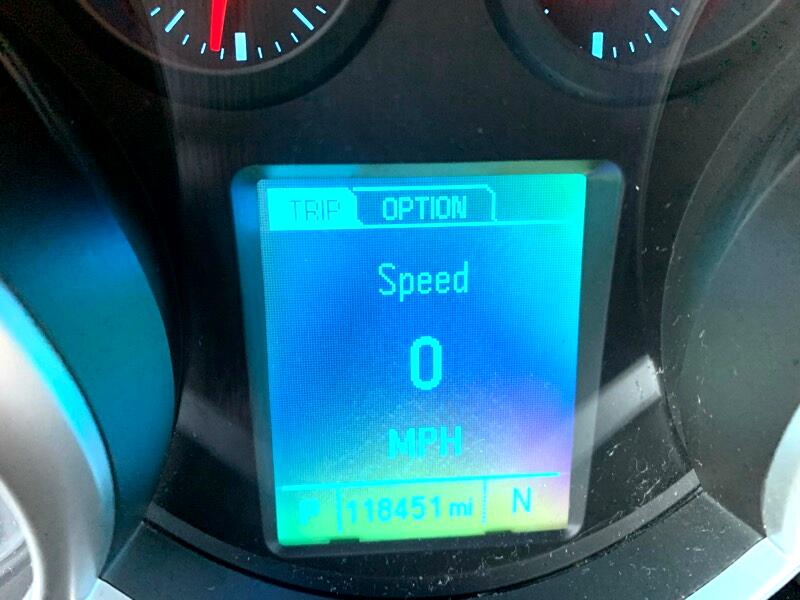 TRIP OPTION
Speed
0
MPH
P 118451 mi N